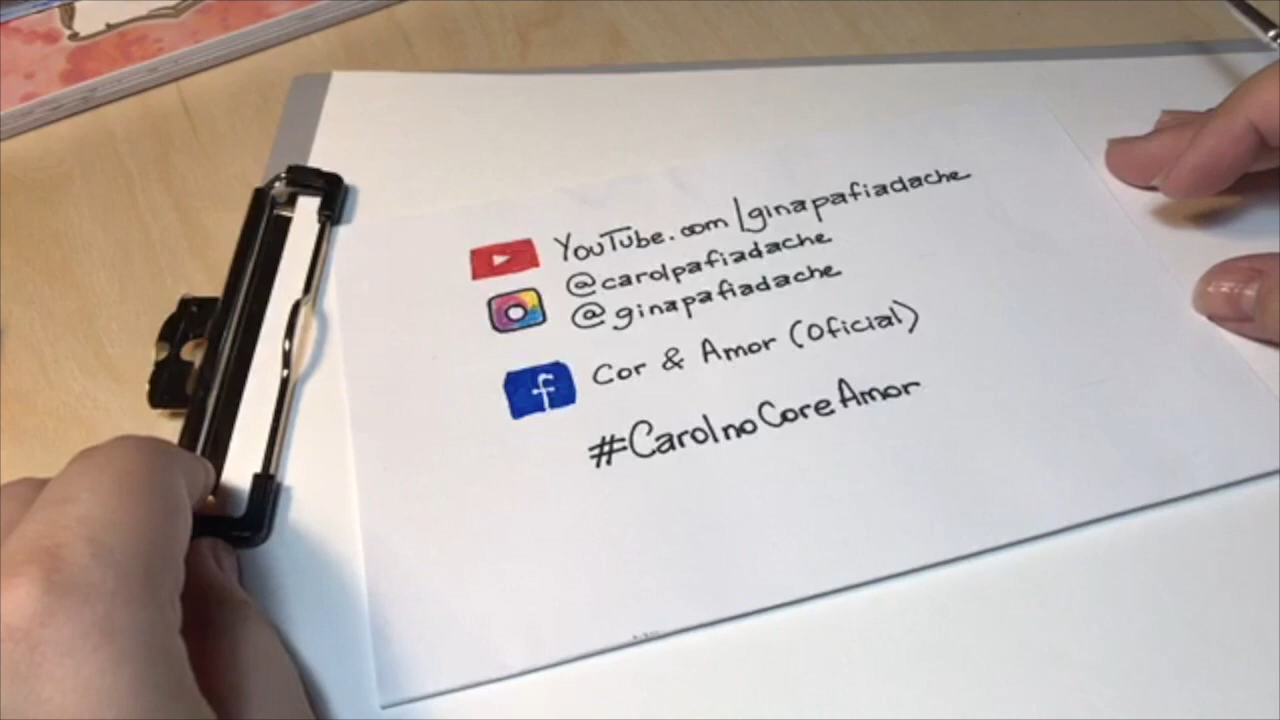 YouTube.com/ginapafiadache
@carolpafiadache
@ginapafiadache
f Cor & Amor (Oficial)
#CarolnoCoreAmor